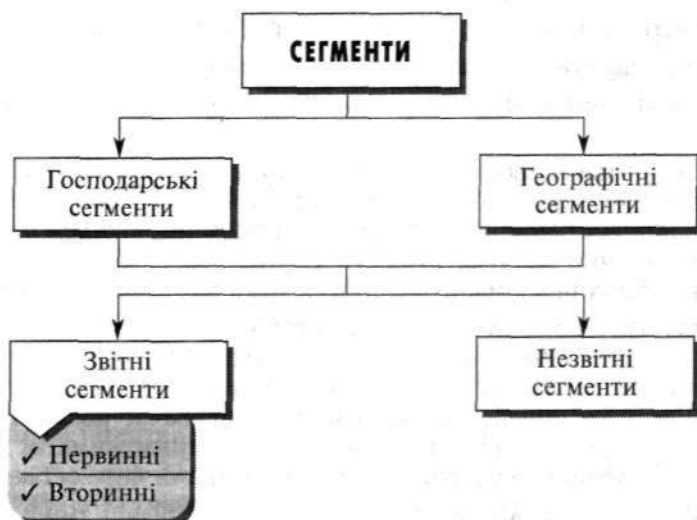 СЕГМЕНТИ
Господарські
сегменти
Географічні
сегменти
Звітні
сегменти
Незвітні
сегменти
✓ Первинні
✓ Вторинні